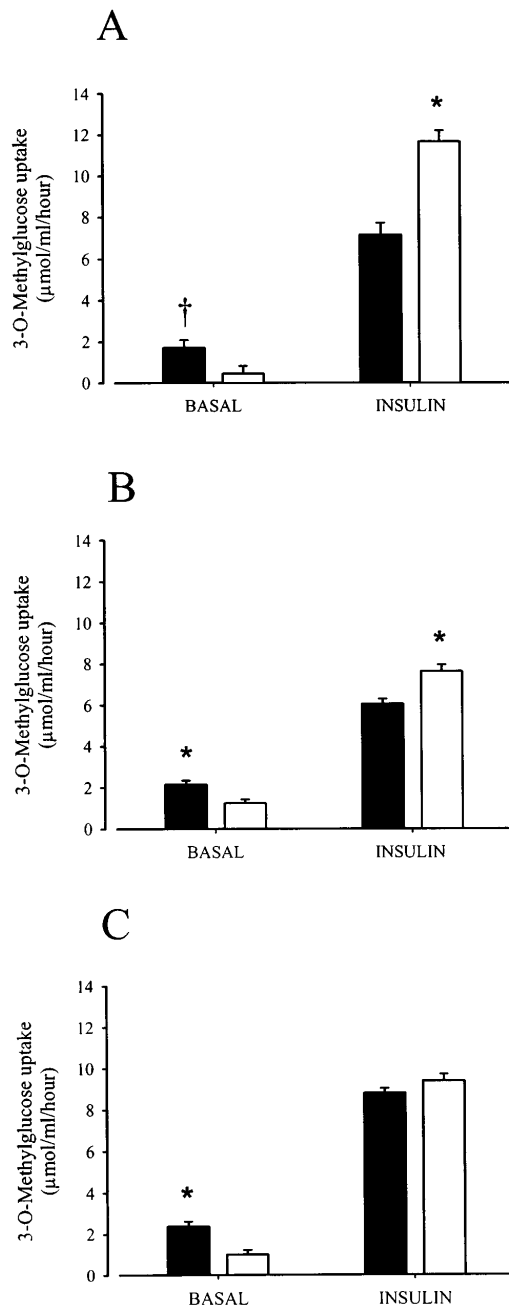 A
3-O-Methylglucose uptake
(µmol/ml/hour)
14
12
10
8
6
4
2
0
†
*
BASAL
INSULIN
B
3-O-Methylglucose uptake
(µmol/ml/hour)
14
12
10
8
6
4
2
0
*
*
BASAL
INSULIN
C
3-O-Methylglucose uptake
(µmol/ml/hour)
14
12
10
8
6
4
2
0
*
BASAL
INSULIN